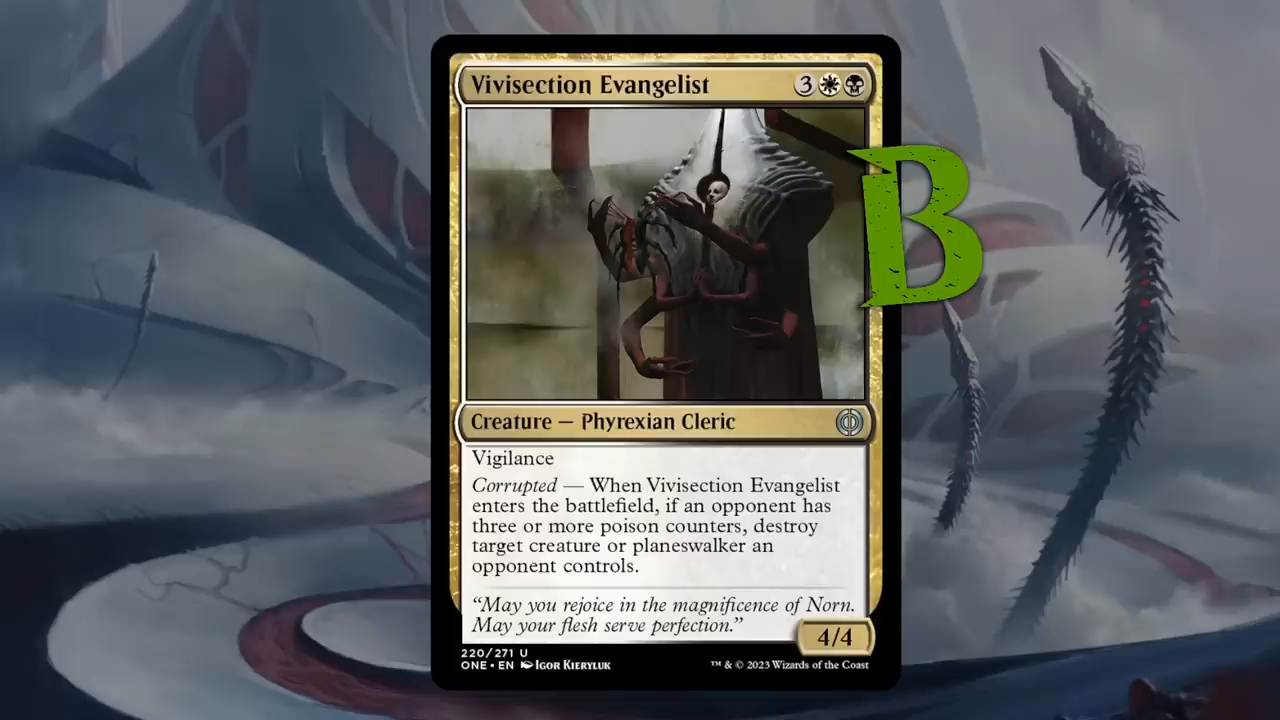 Vivisection Evangelist 3
B
Creature — Phyrexian Cleric
Vigilance
Corrupted — When Vivisection Evangelist
enters the battlefield, if an opponent has
three or more poison counters, destroy
target creature or planeswalker an
opponent controls.
“May you rejoice in the magnificence of Norn.
May your flesh serve perfection.”
4/4
220/271 U
ONE • EN Igor Kieryluk
™ & © 2023 Wizards of the Coast